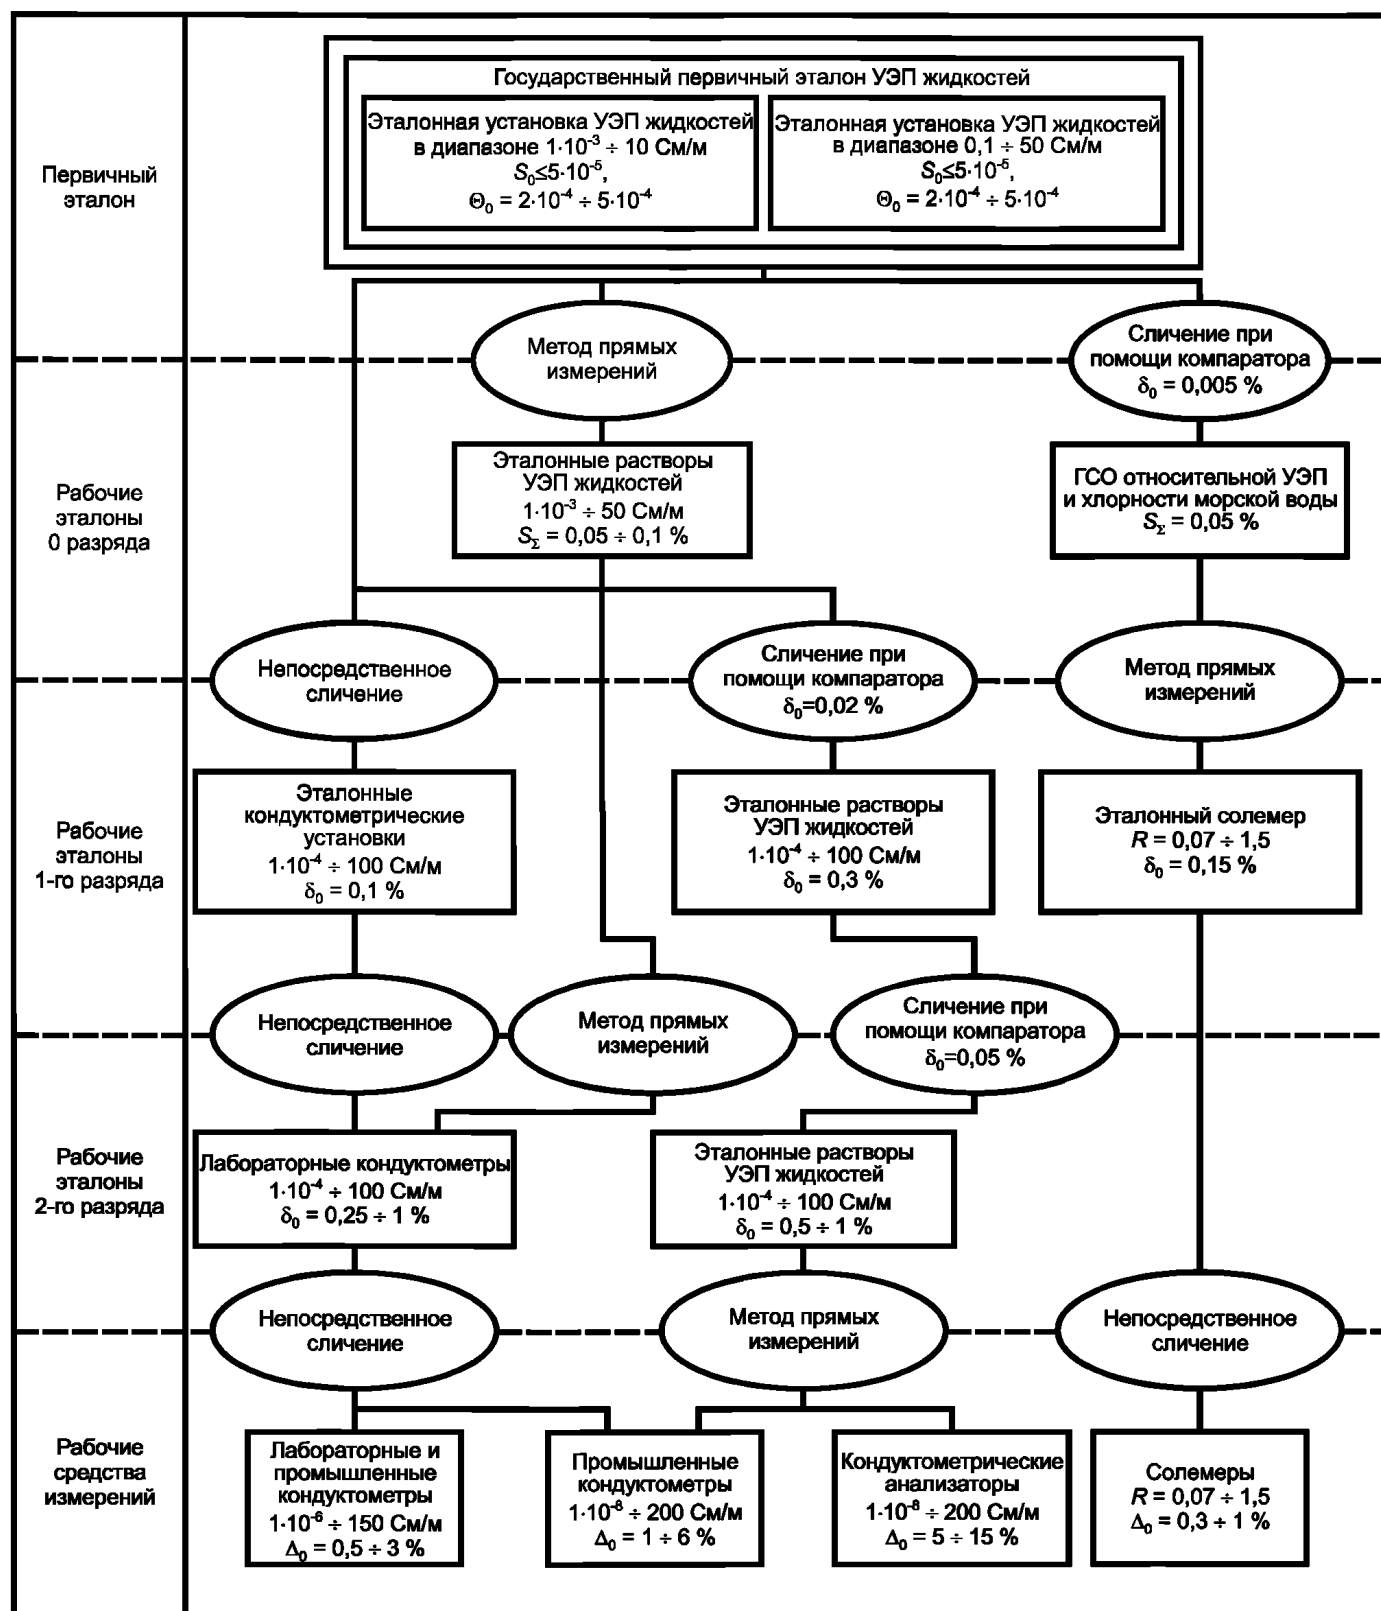 Первичный
эталон
Государственный первичный эталон УЭП жидкостей
Эталонная установка УЭП жидкостей
в диапазоне 1·10⁻³ ÷ 10 См/м
S₀≤5·10⁻⁵,
Θ₀ = 2·10⁻⁴ ÷ 5·10⁻⁴
Эталонная установка УЭП жидкостей
в диапазоне 0,1 ÷ 50 См/м
S₀≤5·10⁻⁵,
Θ₀ = 2·10⁻⁴ ÷ 5·10⁻⁴
Метод прямых
измерений
Сличение при
помощи компаратора
δ₀ = 0,005 %
Рабочие
эталоны
0 разряда
Эталонные растворы
УЭП жидкостей
1·10⁻³ ÷ 50 См/м
S_Σ = 0,05 ÷ 0,1 %
ГСО относительной УЭП
и хлорности морской воды
S_Σ = 0,05 %
Непосредственное
сличение
Сличение при
помощи компаратора
δ₀=0,02 %
Метод прямых
измерений
Рабочие
эталоны
1-го разряда
Эталонные
кондуктометрические
установки
1·10⁻⁴ ÷ 100 См/м
δ₀ = 0,1 %
Эталонные растворы
УЭП жидкостей
1·10⁻⁴ ÷ 100 См/м
δ₀ = 0,3 %
Эталонный солемер
R = 0,07 ÷ 1,5
δ₀ = 0,15 %
Непосредственное
сличение
Метод прямых
измерений
Сличение при
помощи компаратора
δ₀=0,05 %
Рабочие
эталоны
2-го разряда
Лабораторные кондуктометры
1·10⁻⁴ ÷ 100 См/м
δ₀ = 0,25 ÷ 1 %
Эталонные растворы
УЭП жидкостей
1·10⁻⁴ ÷ 100 См/м
δ₀ = 0,5 ÷ 1 %
Непосредственное
сличение
Метод прямых
измерений
Непосредственное
сличение
Рабочие
средства
измерений
Лабораторные и
промышленные
кондуктометры
1·10⁻⁶ ÷ 150 См/м
Δ₀ = 0,5 ÷ 3 %
Промышленные
кондуктометры
1·10⁻⁸ ÷ 200 См/м
Δ₀ = 1 ÷ 6 %
Кондуктометрические
анализаторы
1·10⁻⁸ ÷ 200 См/м
Δ₀ = 5 ÷ 15 %
Солемеры
R = 0,07 ÷ 1,5
Δ₀ = 0,3 ÷ 1 %